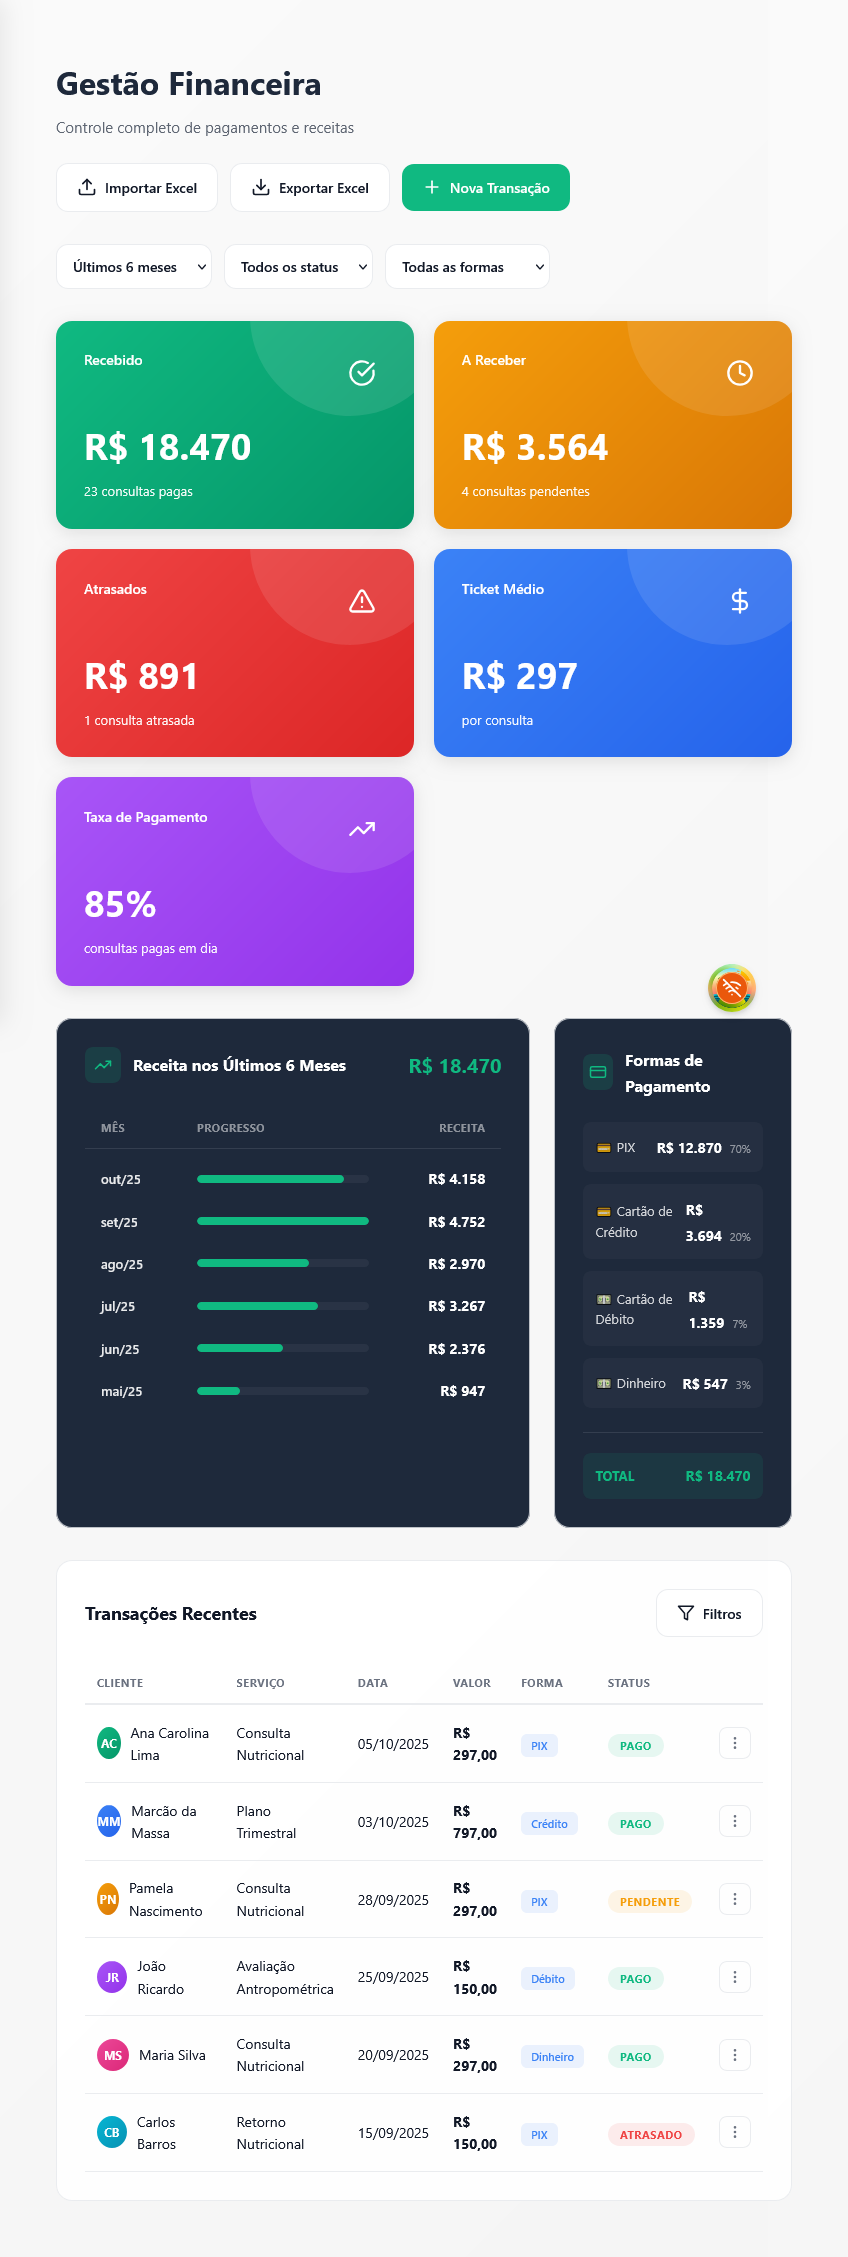 Gestão Financeira
Controle completo de pagamentos e receitas
Importar Excel
Exportar Excel
Nova Transação
Últimos 6 meses
Todos os status
Todas as formas
Recebido
R$ 18.470
23 consultas pagas
A Receber
R$ 3.564
4 consultas pendentes
Atrasados
R$ 891
1 consulta atrasada
Ticket Médio
R$ 297
por consulta
Taxa de Pagamento
85%
consultas pagas em dia
Receita nos Últimos 6 Meses R$ 18.470
MÊS PROGRESSO RECEITA
out/25 R$ 4.158
set/25 R$ 4.752
ago/25 R$ 2.970
jul/25 R$ 3.267
jun/25 R$ 2.376
mai/25 R$ 947
Formas de
Pagamento
PIX R$ 12.870 70%
Cartão de
Crédito
R$
3.694 20%
Cartão de
Débito
R$
1.359 7%
Dinheiro R$ 547 3%
TOTAL R$ 18.470
Transações Recentes
Filtros
CLIENTE SERVIÇO DATA VALOR FORMA STATUS
AC Ana Carolina
Lima
Consulta
Nutricional
05/10/2025
R$
297,00
PIX
PAGO
MM Marcão da
Massa
Plano
Trimestral
03/10/2025
R$
797,00
Crédito
PAGO
PN Pamela
Nascimento
Consulta
Nutricional
28/09/2025
R$
297,00
PIX
PENDENTE
JR João
Ricardo
Avaliação
Antropométrica
25/09/2025
R$
150,00
Débito
PAGO
MS Maria Silva
Consulta
Nutricional
20/09/2025
R$
297,00
Dinheiro
PAGO
CB Carlos
Barros
Retorno
Nutricional
15/09/2025
R$
150,00
PIX
ATRASADO